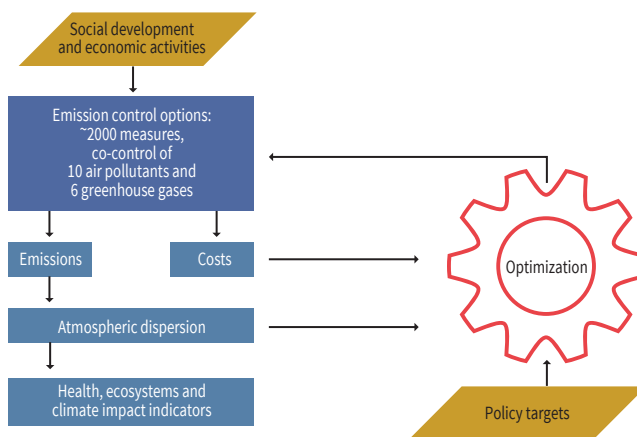 Social development
and economic activities
Emission control options:
~2000 measures,
co-control of
10 air pollutants and
6 greenhouse gases
Emissions
Costs
Optimization
Atmospheric dispersion
Health, ecosystems and
climate impact indicators
Policy targets